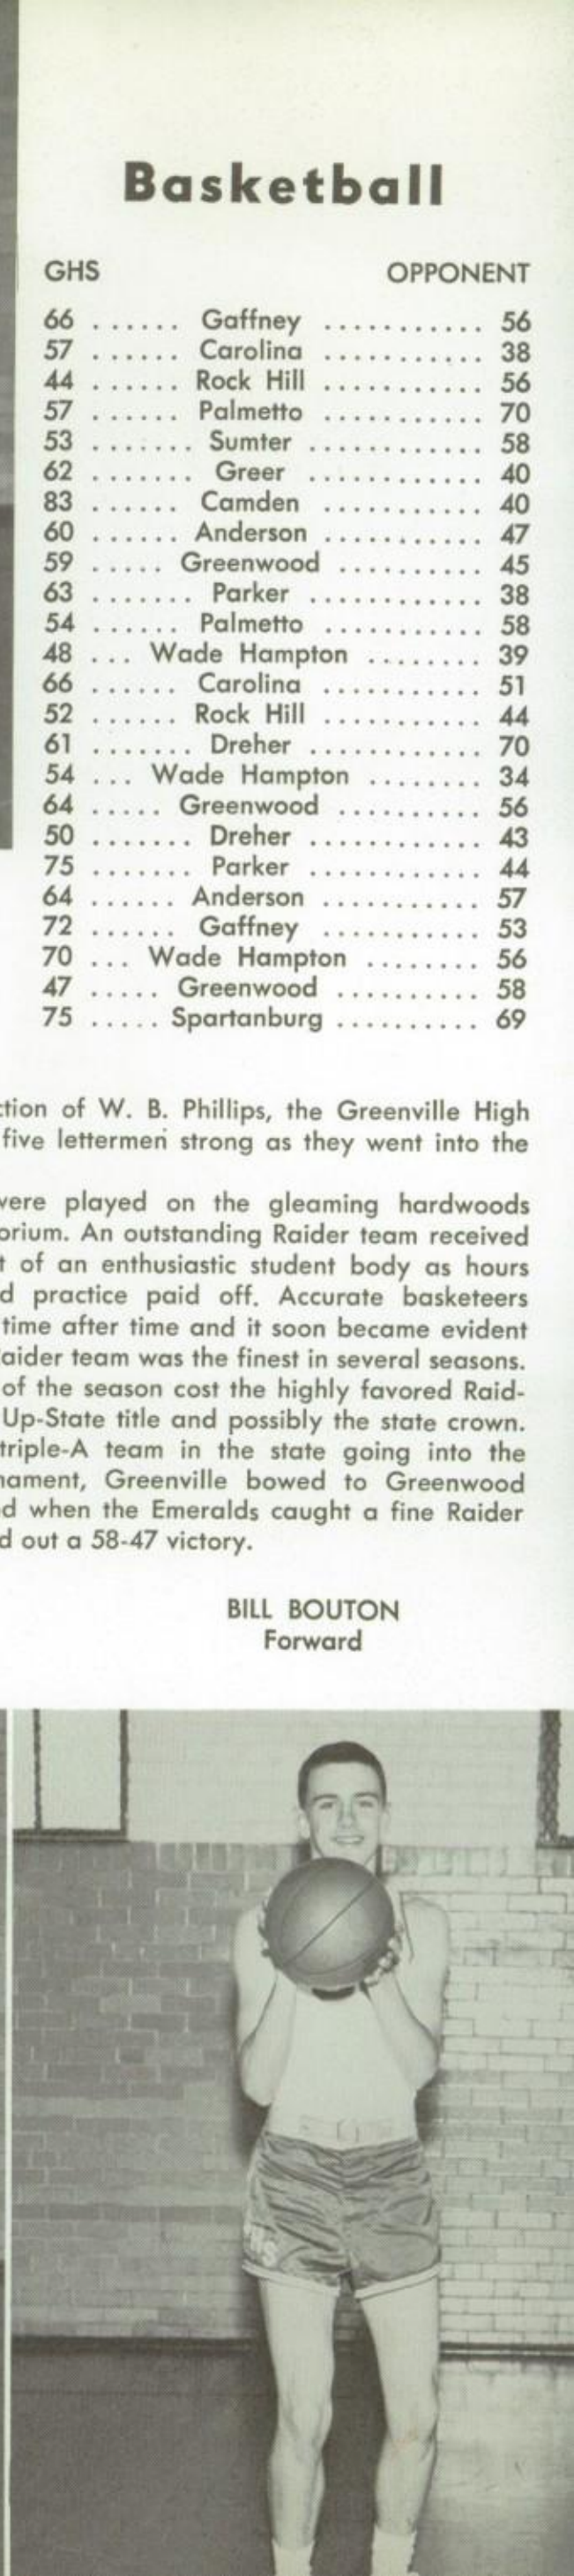 Basketball
GHS OPPONENT
66 ...... Gaffney ........... 56
57 ...... Carolina ........... 38
44 ...... Rock Hill ........... 56
57 ...... Palmetto ........... 70
53 ....... Sumter ............ 58
62 ....... Greer ............ 40
83 ...... Camden ........... 40
60 ...... Anderson ........... 47
59 ..... Greenwood .......... 45
63 ....... Parker ............ 38
54 ...... Palmetto ........... 58
48 ... Wade Hampton ........ 39
66 ...... Carolina ........... 51
52 ....... Rock Hill ........... 44
61 ....... Dreher ............ 70
54 ... Wade Hampton ........ 34
64 ..... Greenwood .......... 56
50 ....... Dreher ............ 43
75 ....... Parker ............ 44
64 ...... Anderson ........... 57
72 ...... Gaffney ........... 53
70 ... Wade Hampton ........ 56
47 ..... Greenwood .......... 58
75 ..... Spartanburg .......... 69
ction of W. B. Phillips, the Greenville High
five lettermen strong as they went into the
were played on the gleaming hardwoods
orium. An outstanding Raider team received
t of an enthusiastic student body as hours
d practice paid off. Accurate basketeers
time after time and it soon became evident
aider team was the finest in several seasons.
of the season cost the highly favored Raid-
Up-State title and possibly the state crown.
triple-A team in the state going into the
nament, Greenville bowed to Greenwood
d when the Emeralds caught a fine Raider
d out a 58-47 victory.
BILL BOUTON
Forward